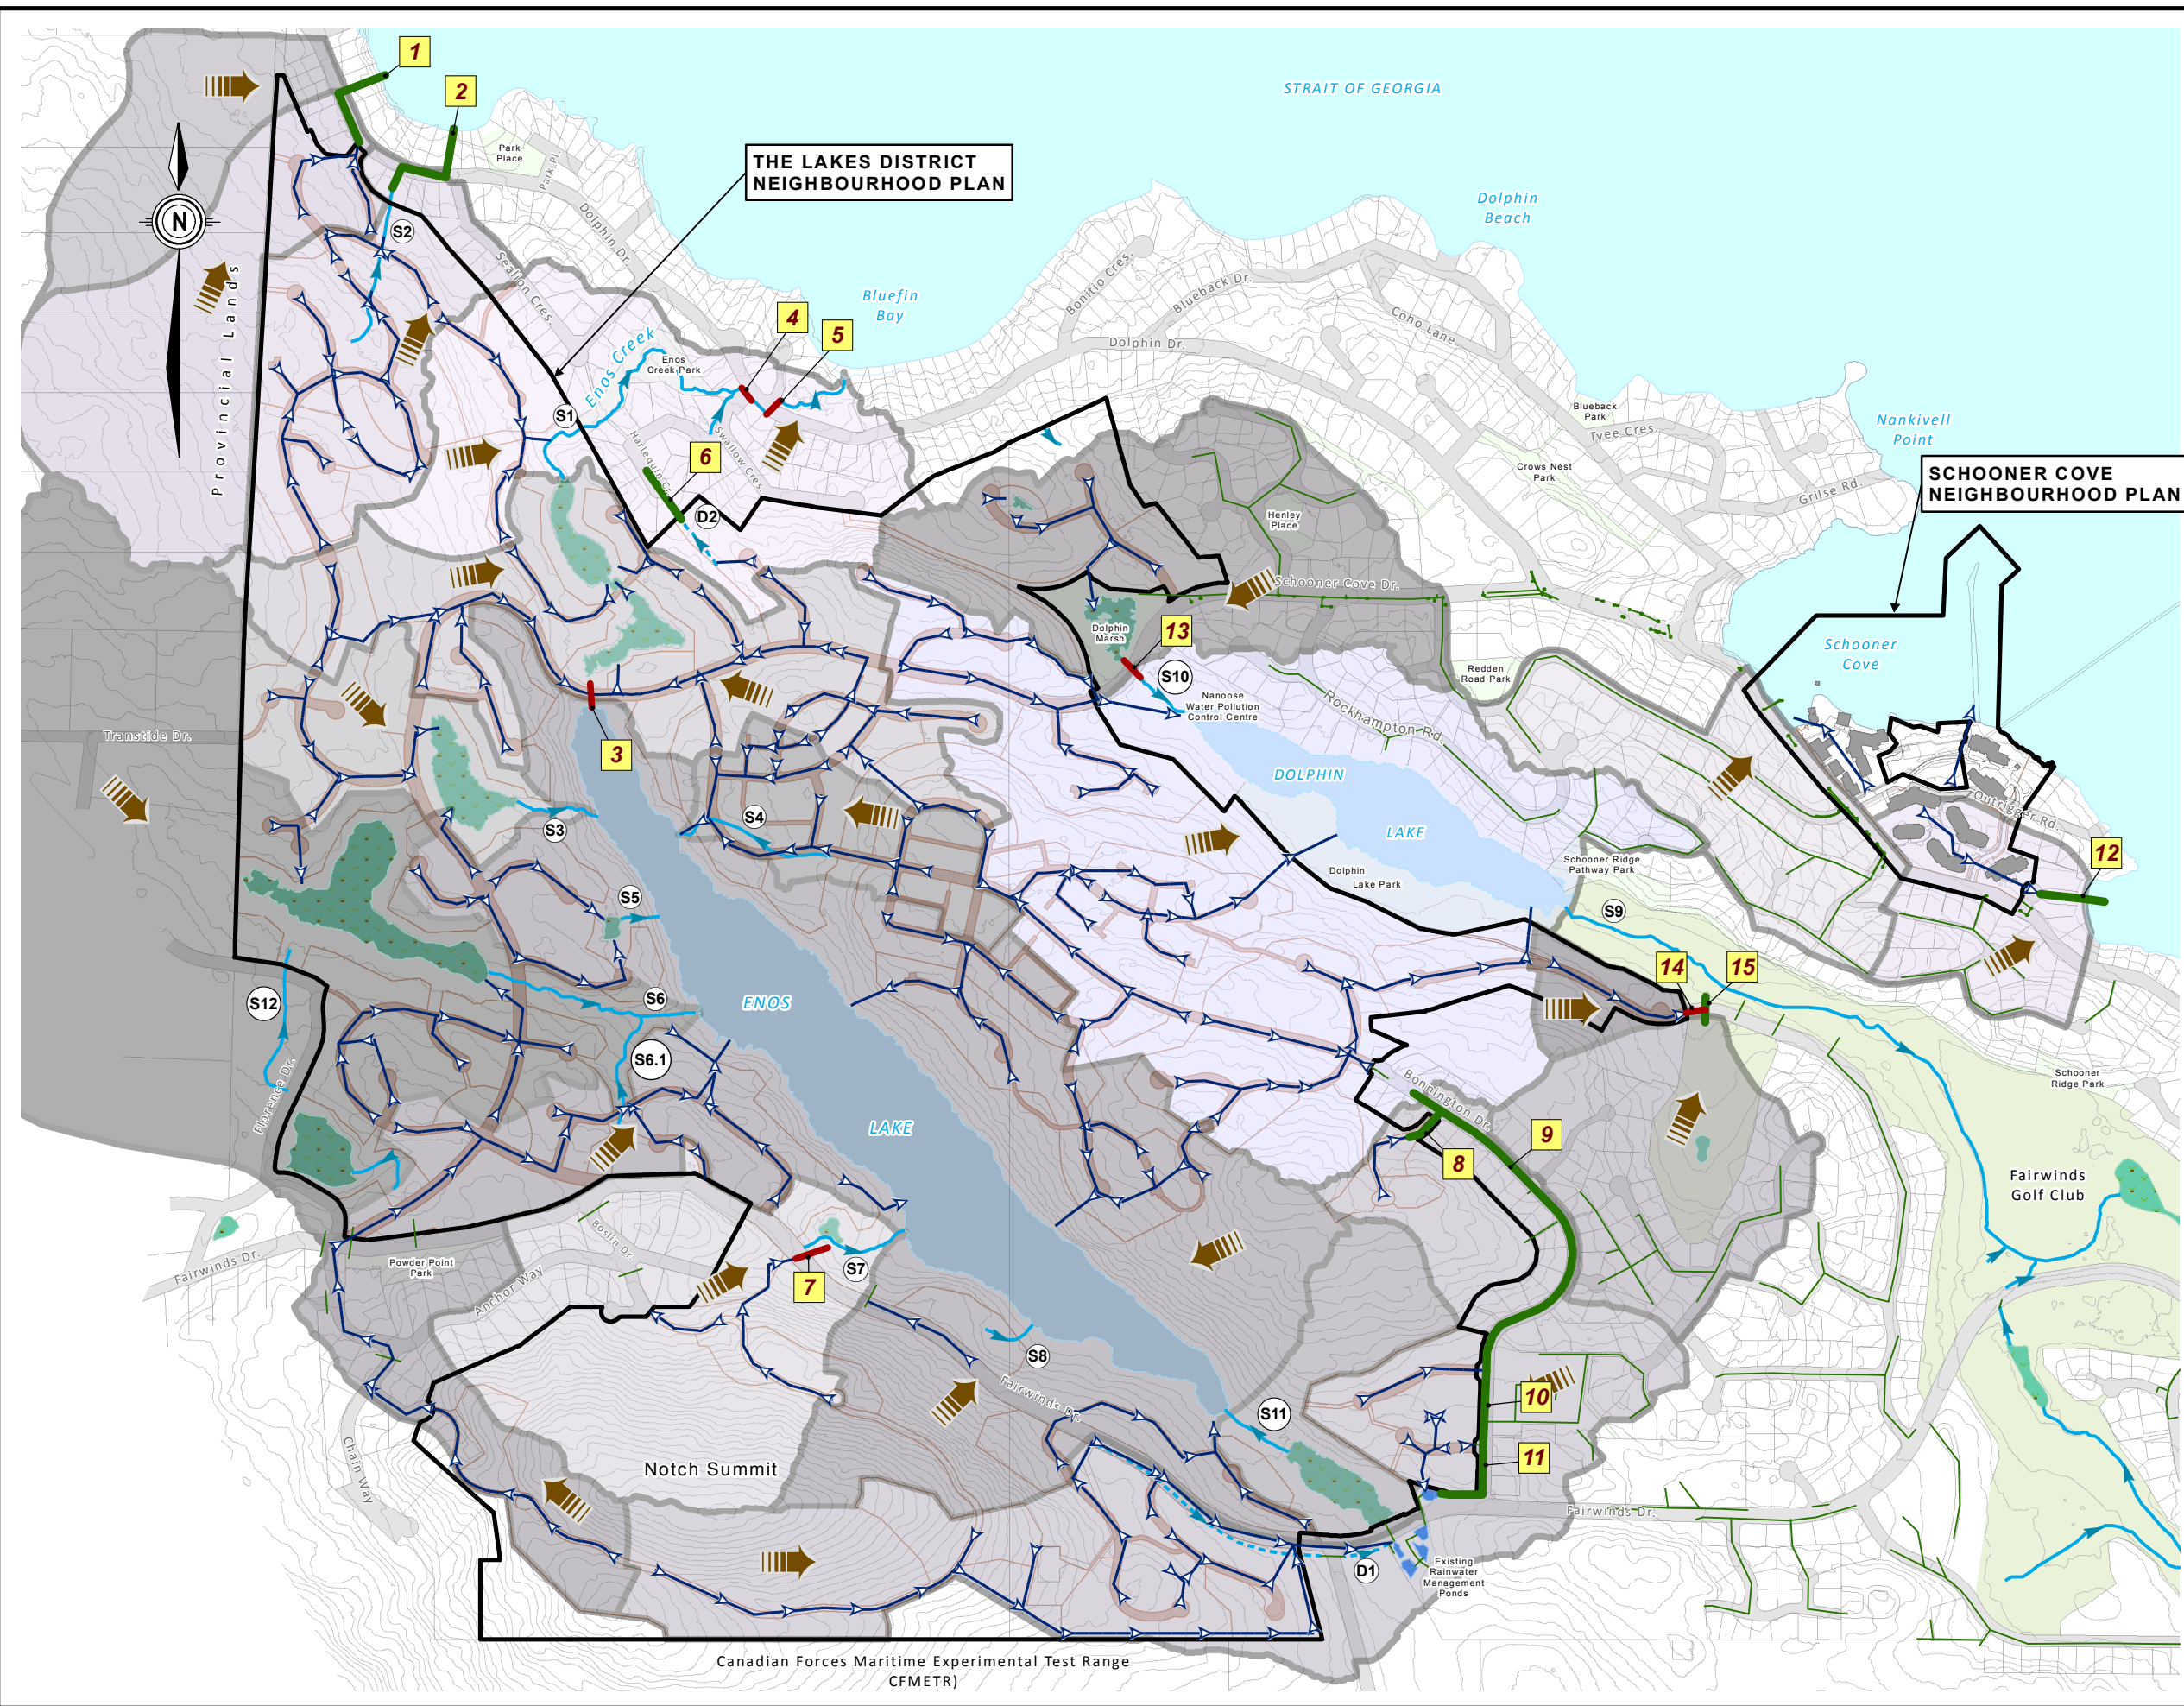 1
2
STRAIT OF GEORGIA
Park
Place
Park Pl.
THE LAKES DISTRICT
NEIGHBOURHOOD PLAN
Dolphin
Beach
N
S2
Dolphin Dr.
Sealion Cres.
Provincial Lands
Bluefin
Bay
Bonitio Cres.
Blueback Dr.
Coho Lane
4
5
Enos Creek
Enos
Creek Park
Dolphin Dr.
S1
Harlequin Cr.
Swallow Cres.
6
D2
Blueback
Park
Tyee Cres.
Nankivell
Point
Crows Nest
Park
Grilse Rd.
SCHOONER COVE
NEIGHBOURHOOD PLAN
Henley
Place
Schooner Cove Dr.
Dolphin
Marsh
13
S10
Schooner
Cove
Redden
Road Park
Nanoose
Water Pollution
Control Centre
Rockhampton Rd.
Transtide Dr.
3
DOLPHIN
LAKE
S3
S4
Outrigger Rd.
12
Schooner Ridge
Pathway Park
Dolphin
Lake Park
S5
S9
14
15
S12
S6
ENOS
S6.1
Florence Dr.
LAKE
Bonnington Dr.
Schooner
Ridge Park
9
8
Fairwinds
Golf Club
Boslin Dr.
Fairwinds Dr.
Powder Point
Park
Anchor Way
7
S7
S8
Fairwinds Dr.
10
S11
Chain Way
Notch Summit
11
Fairwinds Dr.
D1
Existing
Rainwater
Management
Ponds
Canadian Forces Maritime Experimental Test Range
CFMETR)